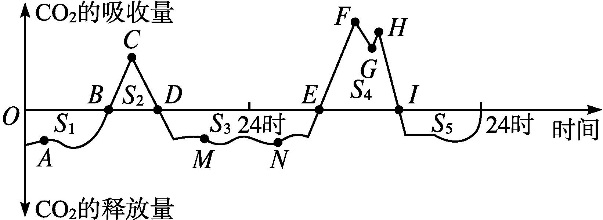 CO₂的吸收量
F
H
C
G
B S₂ D E S₄ I
O S₁ S₃ 24时 S₅ 24时 时间
A M N
CO₂的释放量